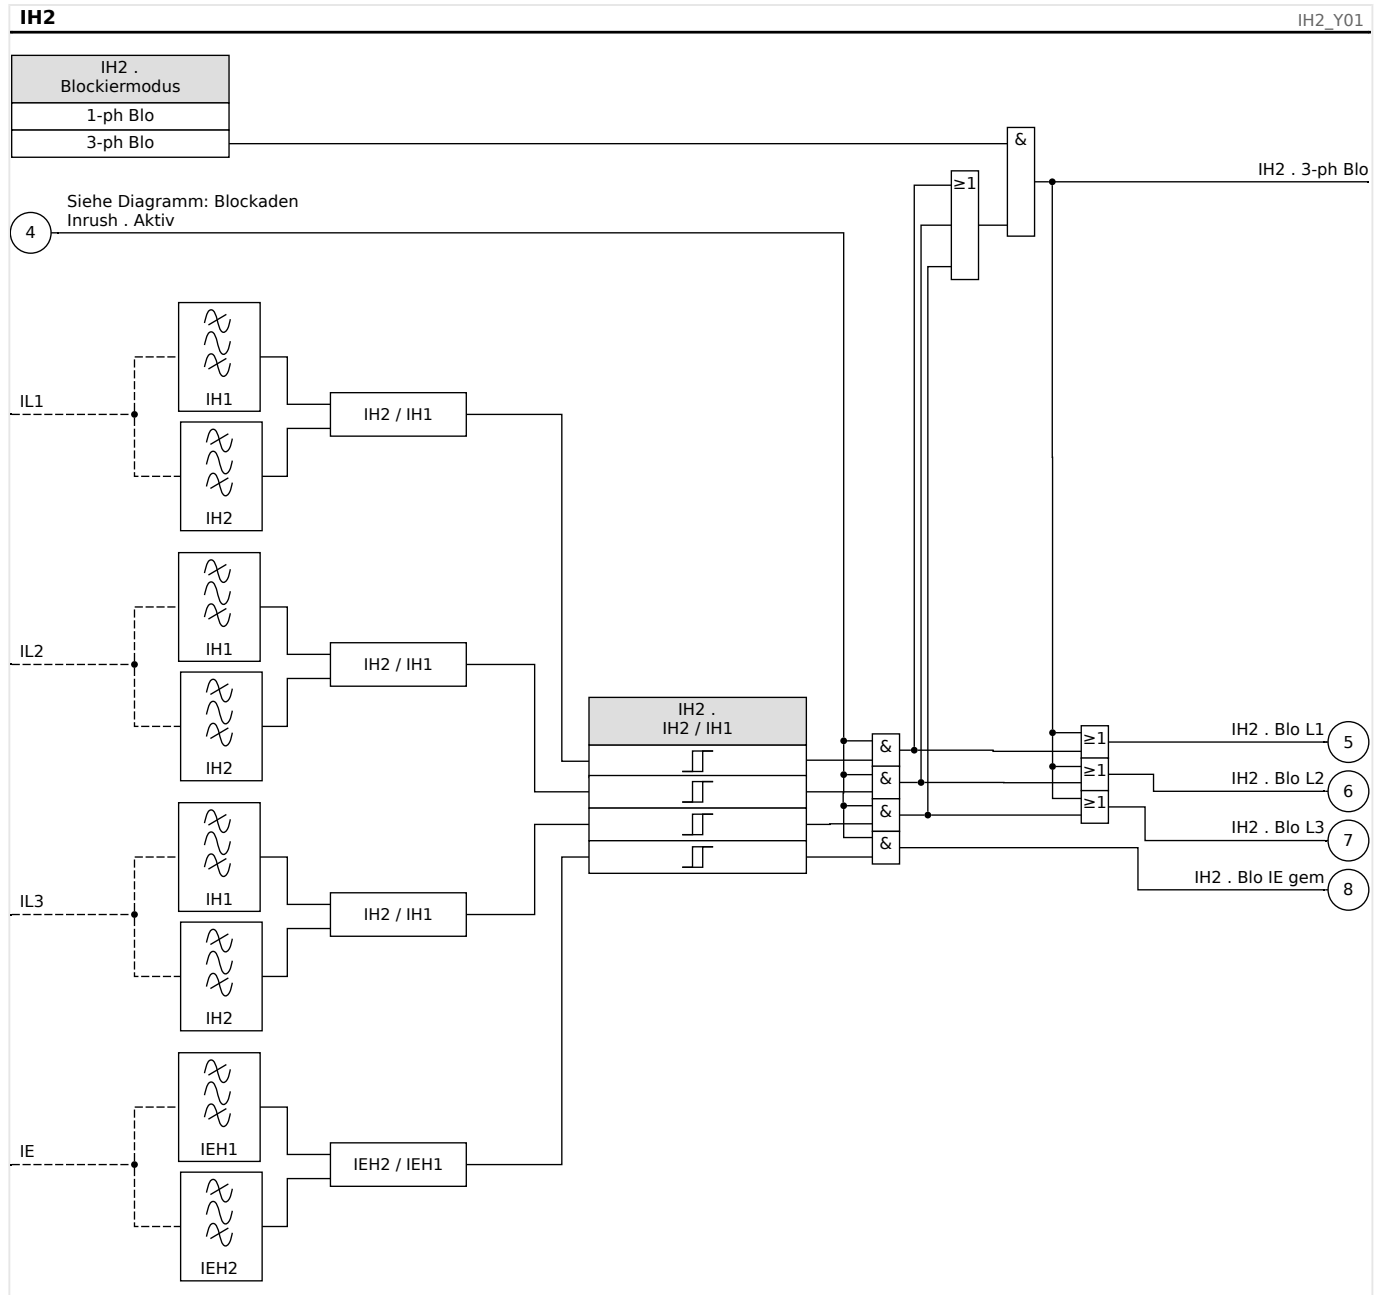 IH2
IH2_Y01
IH2 .
Blockiermodus
1-ph Blo
3-ph Blo
&
≥1
IH2 . 3-ph Blo
Siehe Diagramm: Blockaden
Inrush . Aktiv
4
IL1
IH1
IH2
IH2 / IH1
IL2
IH1
IH2
IH2 / IH1
IH2 .
IH2 / IH1
&
&
&
&
≥1
≥1
≥1
IH2 . Blo L1
5
IH2 . Blo L2
6
IH2 . Blo L3
7
IH2 . Blo IE gem
8
IL3
IH1
IH2
IH2 / IH1
IE
IEH1
IEH2
IEH2 / IEH1